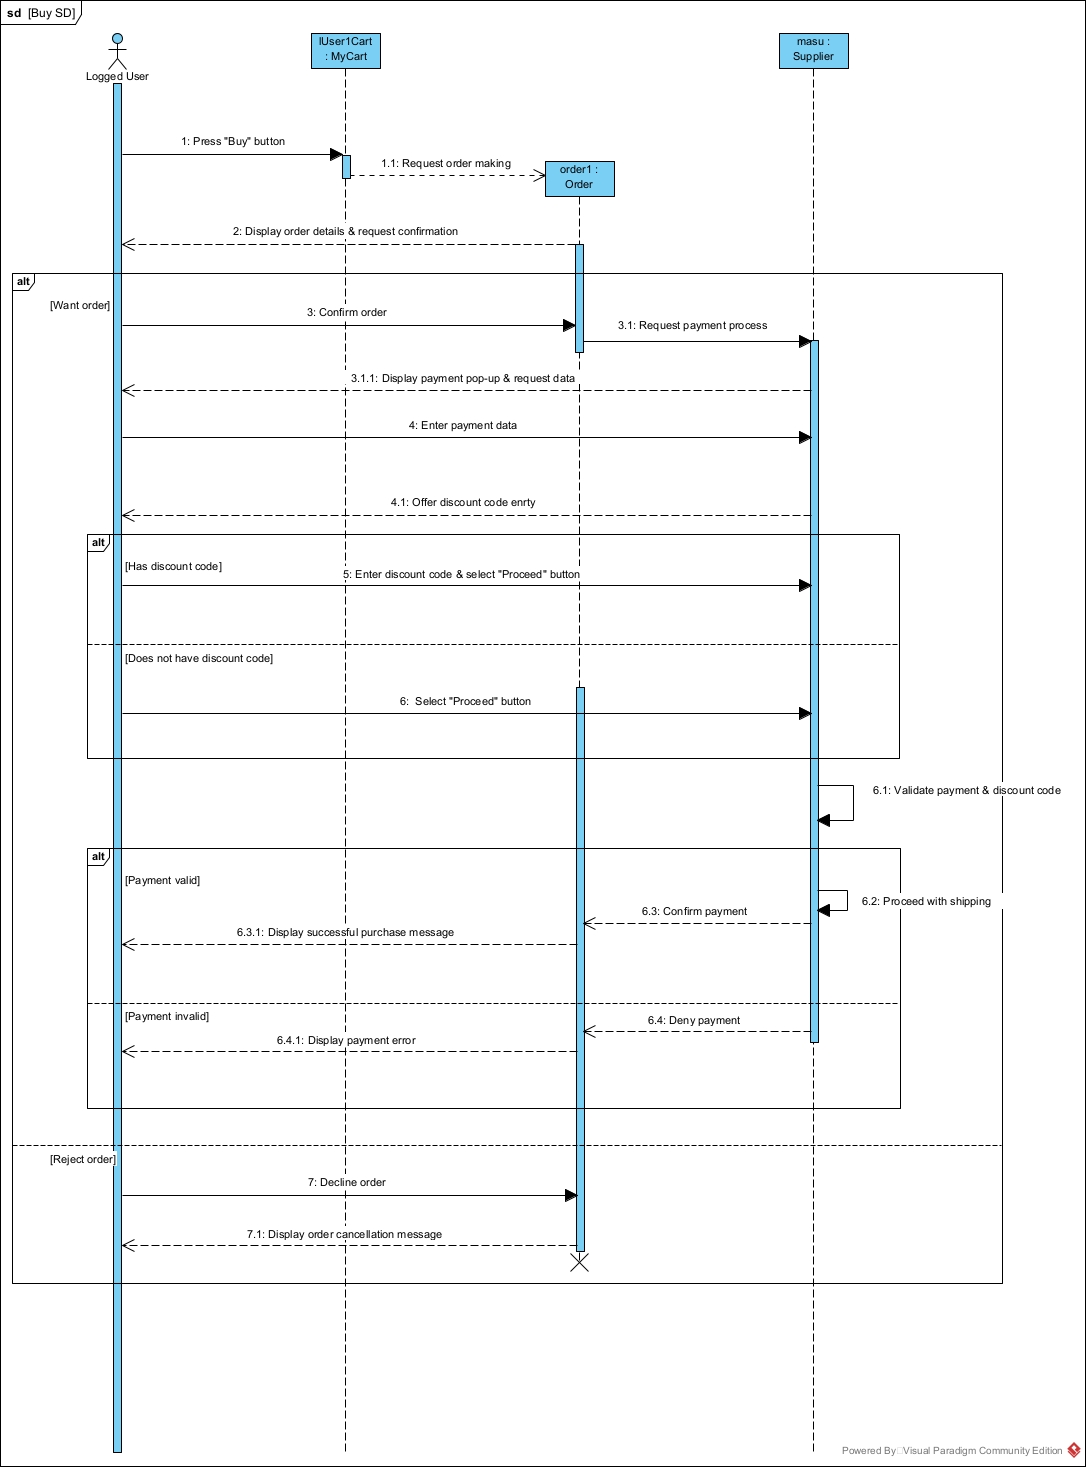 sd [Buy SD]
Logged User
lUser1Cart
: MyCart
masu :
Supplier
1: Press "Buy" button
1.1: Request order making
order1 :
Order
2: Display order details & request confirmation
alt
[Want order]
3: Confirm order
3.1: Request payment process
3.1.1: Display payment pop-up & request data
4: Enter payment data
4.1: Offer discount code enrty
alt
[Has discount code]
5: Enter discount code & select "Proceed" button
[Does not have discount code]
6: Select "Proceed" button
6.1: Validate payment & discount code
alt
[Payment valid]
6.2: Proceed with shipping
6.3: Confirm payment
6.3.1: Display successful purchase message
[Payment invalid]
6.4: Deny payment
6.4.1: Display payment error
[Reject order]
7: Decline order
7.1: Display order cancellation message
Powered By Visual Paradigm Community Edition